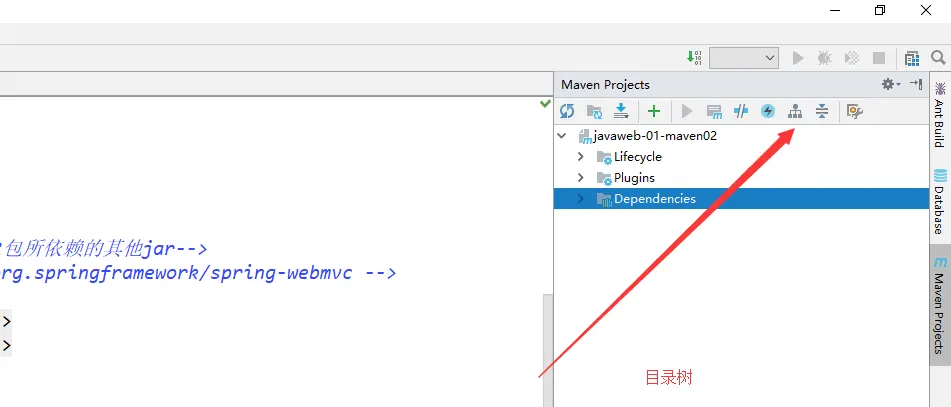 Maven Projects
javaweb-01-maven02
Lifecycle
Plugins
Dependencies
包所依赖的其他jar-->
org.springframework/spring-webmvc -->
>
>
目录树
Ant Build
Database
Maven Projects